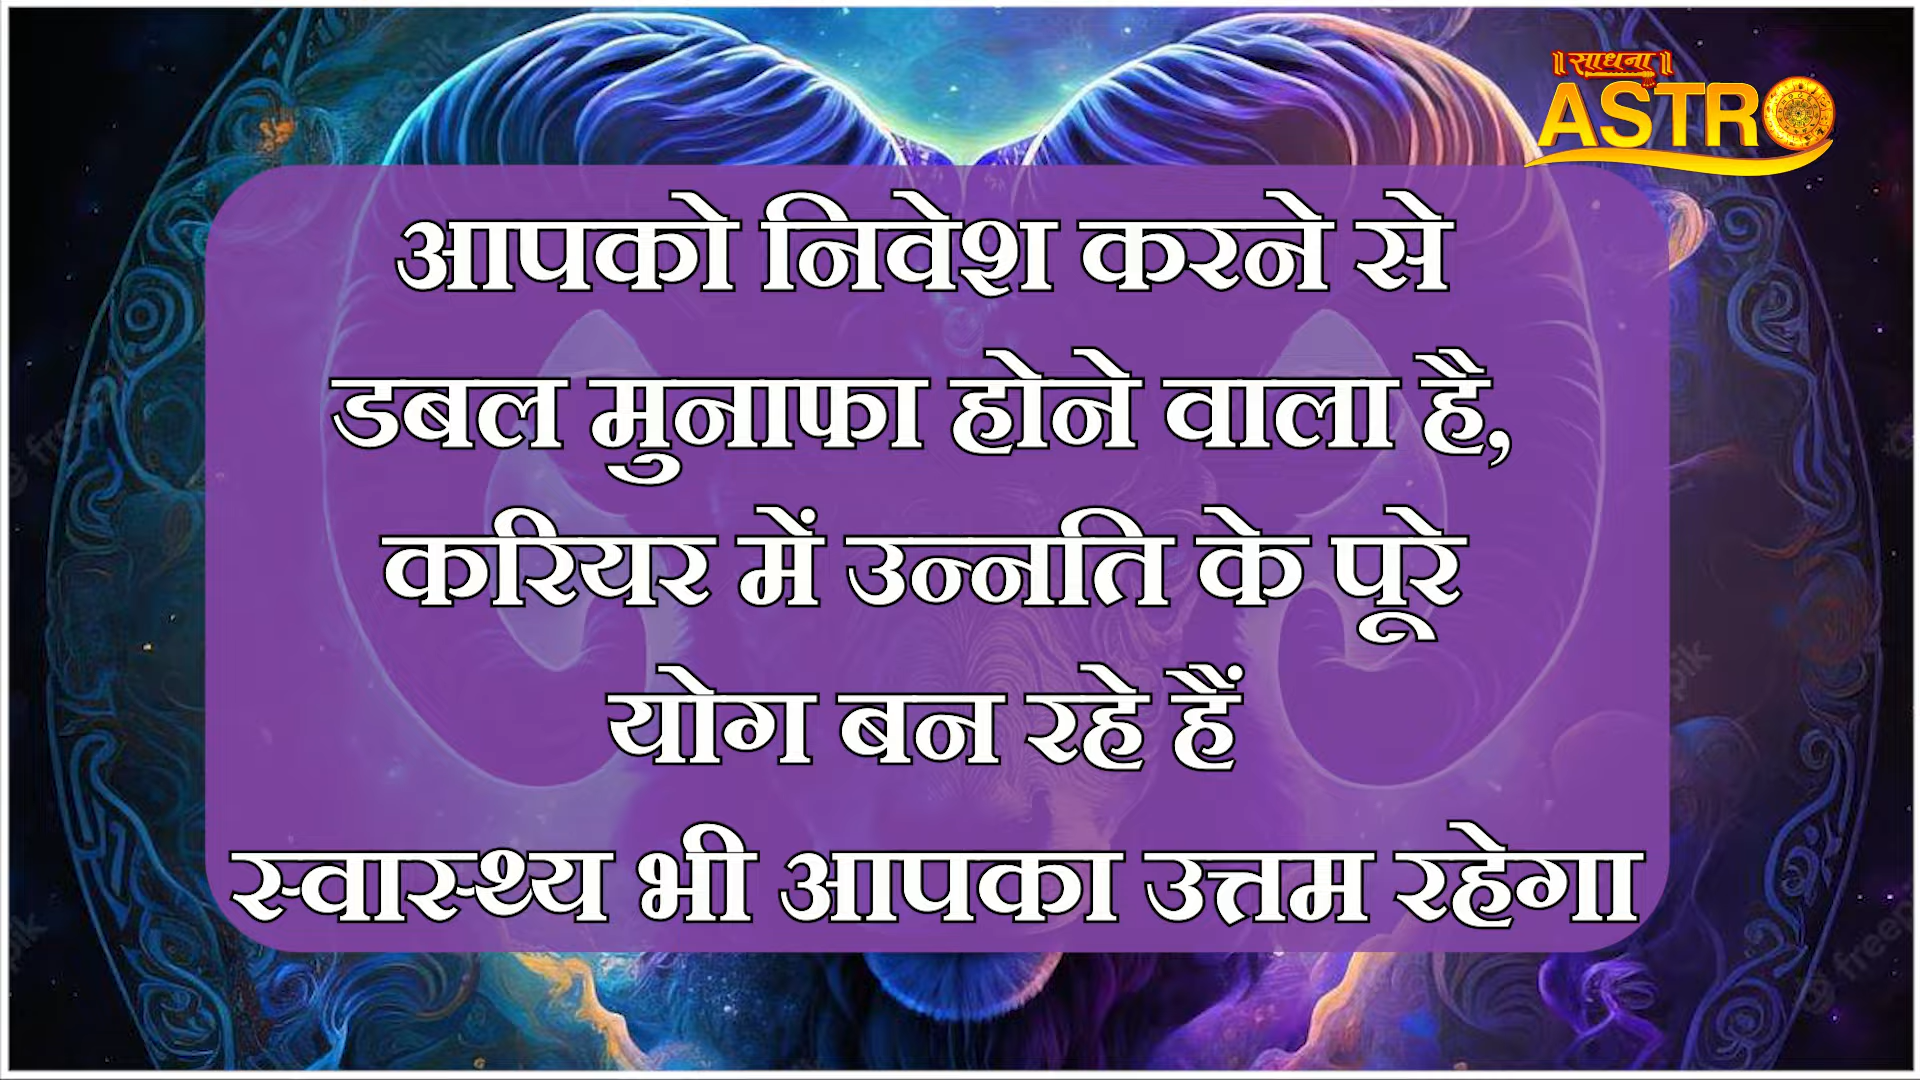 ॥ साधना ॥
ASTRO
आपको निवेश करने से
डबल मुनाफा होने वाला है,
करियर में उन्नति के पूरे
योग बन रहे हैं
स्वास्थ्य भी आपका उत्तम रहेगा